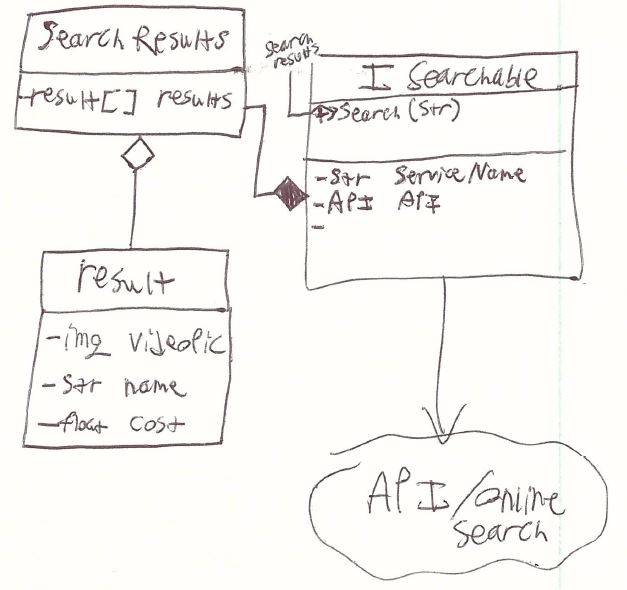 Search Results
-result[] results
search
results
I Searchable
+Search(Str)
-Str ServiceName
-API API
-
result
-img videopic
-Str name
-float cost
API/online
search